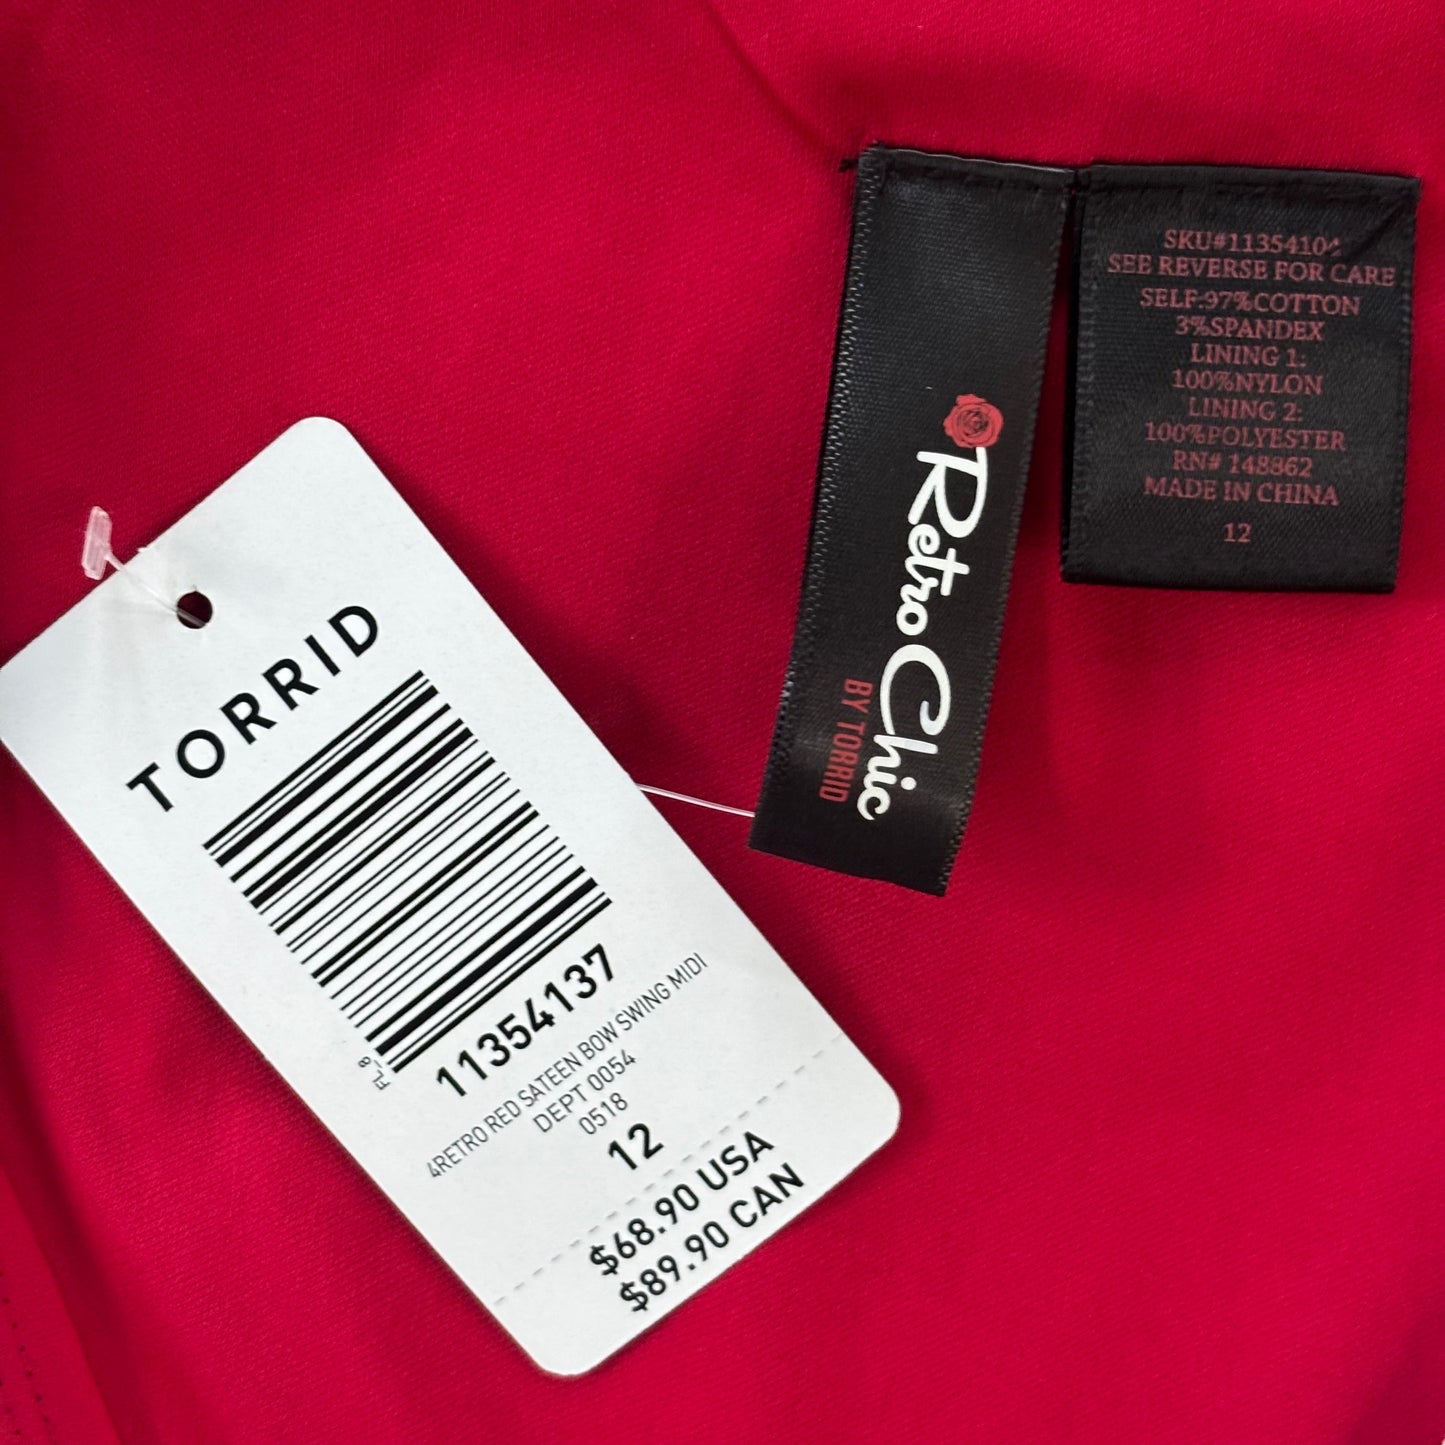 TORRID
FL_8
11354137
4RETRO RED SATEEN BOW SWING MIDI
DEPT 0054
0518
12
$68.90 USA
$89.90 CAN
Retro Chic
BY TORRID
SKU#11354104
SEE REVERSE FOR CARE
SELF:97%COTTON
3%SPANDEX
LINING 1:
100%NYLON
LINING 2:
100%POLYESTER
RN# 148862
MADE IN CHINA
12